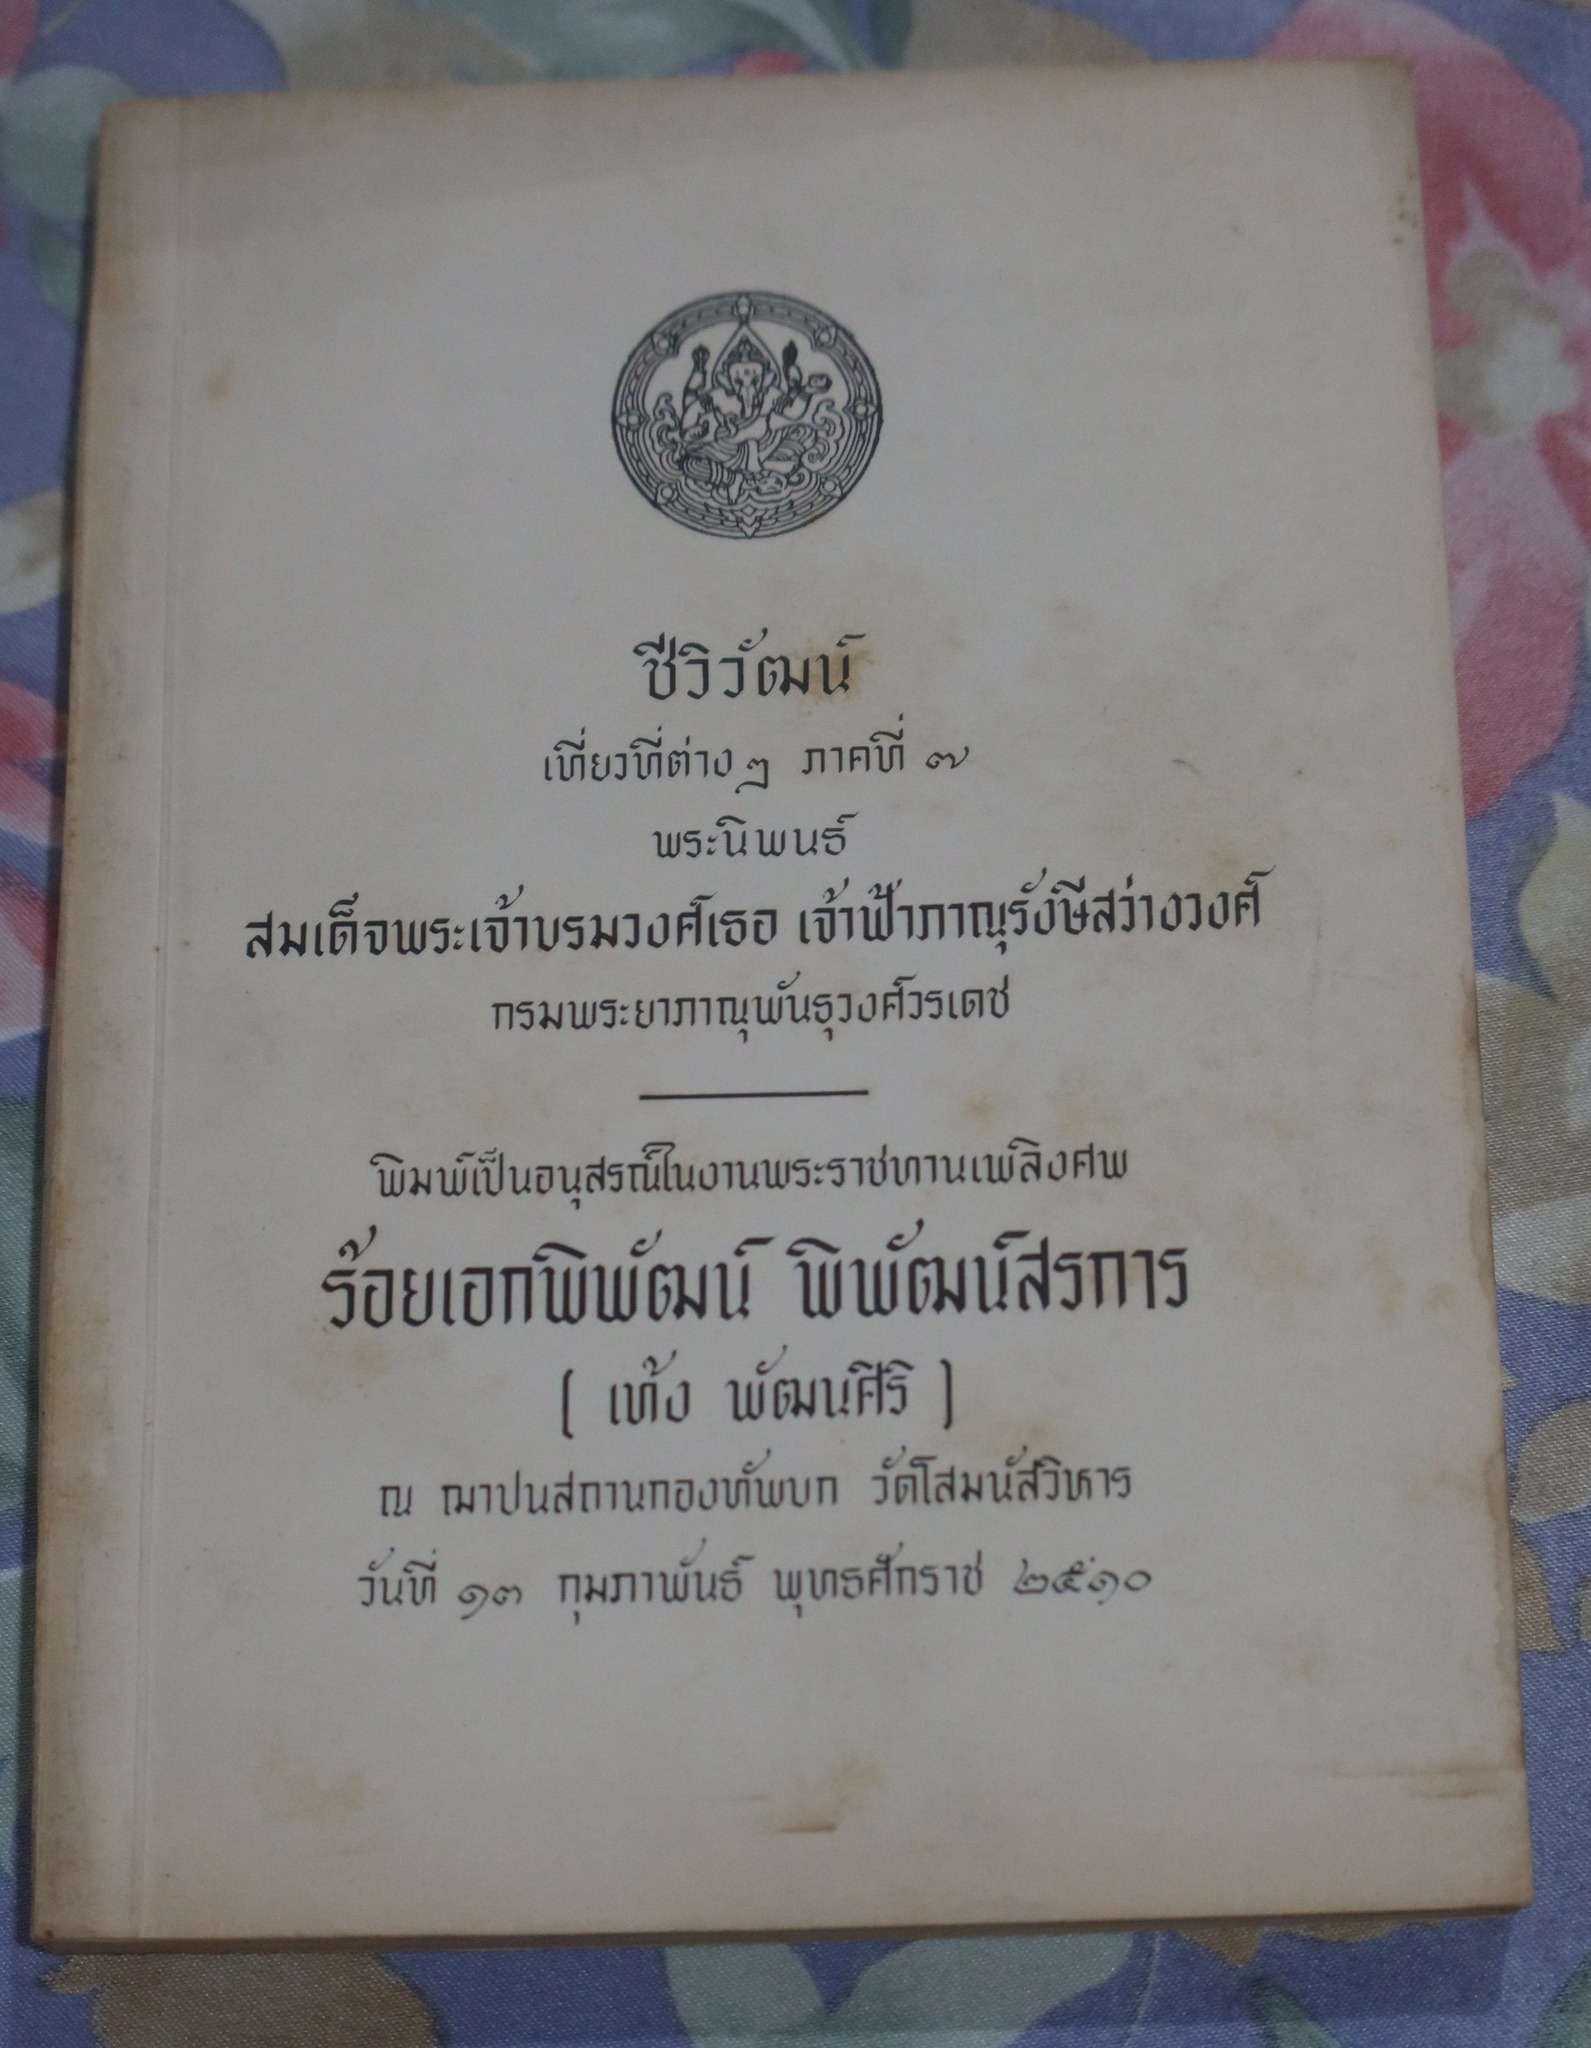 ชีวิวัฒน์
เที่ยวที่ต่าง ๆ ภาคที่ ๗
พระนิพนธ์
สมเด็จพระเจ้าบรมวงศ์เธอ เจ้าฟ้าภาณุรังษีสว่างวงศ์
กรมพระยาภาณุพันธุวงศ์วรเดช
พิมพ์เป็นอนุสรณ์ในงานพระราชทานเพลิงศพ
ร้อยเอกพิพัฒน์ พิพัฒน์สรการ
( เท้ง พัฒนศิริ )
ณ ฌาปนสถานกองทัพบก วัดโสมนัสวิหาร
วันที่ ๑๓ กุมภาพันธ์ พุทธศักราช ๒๕๑๐